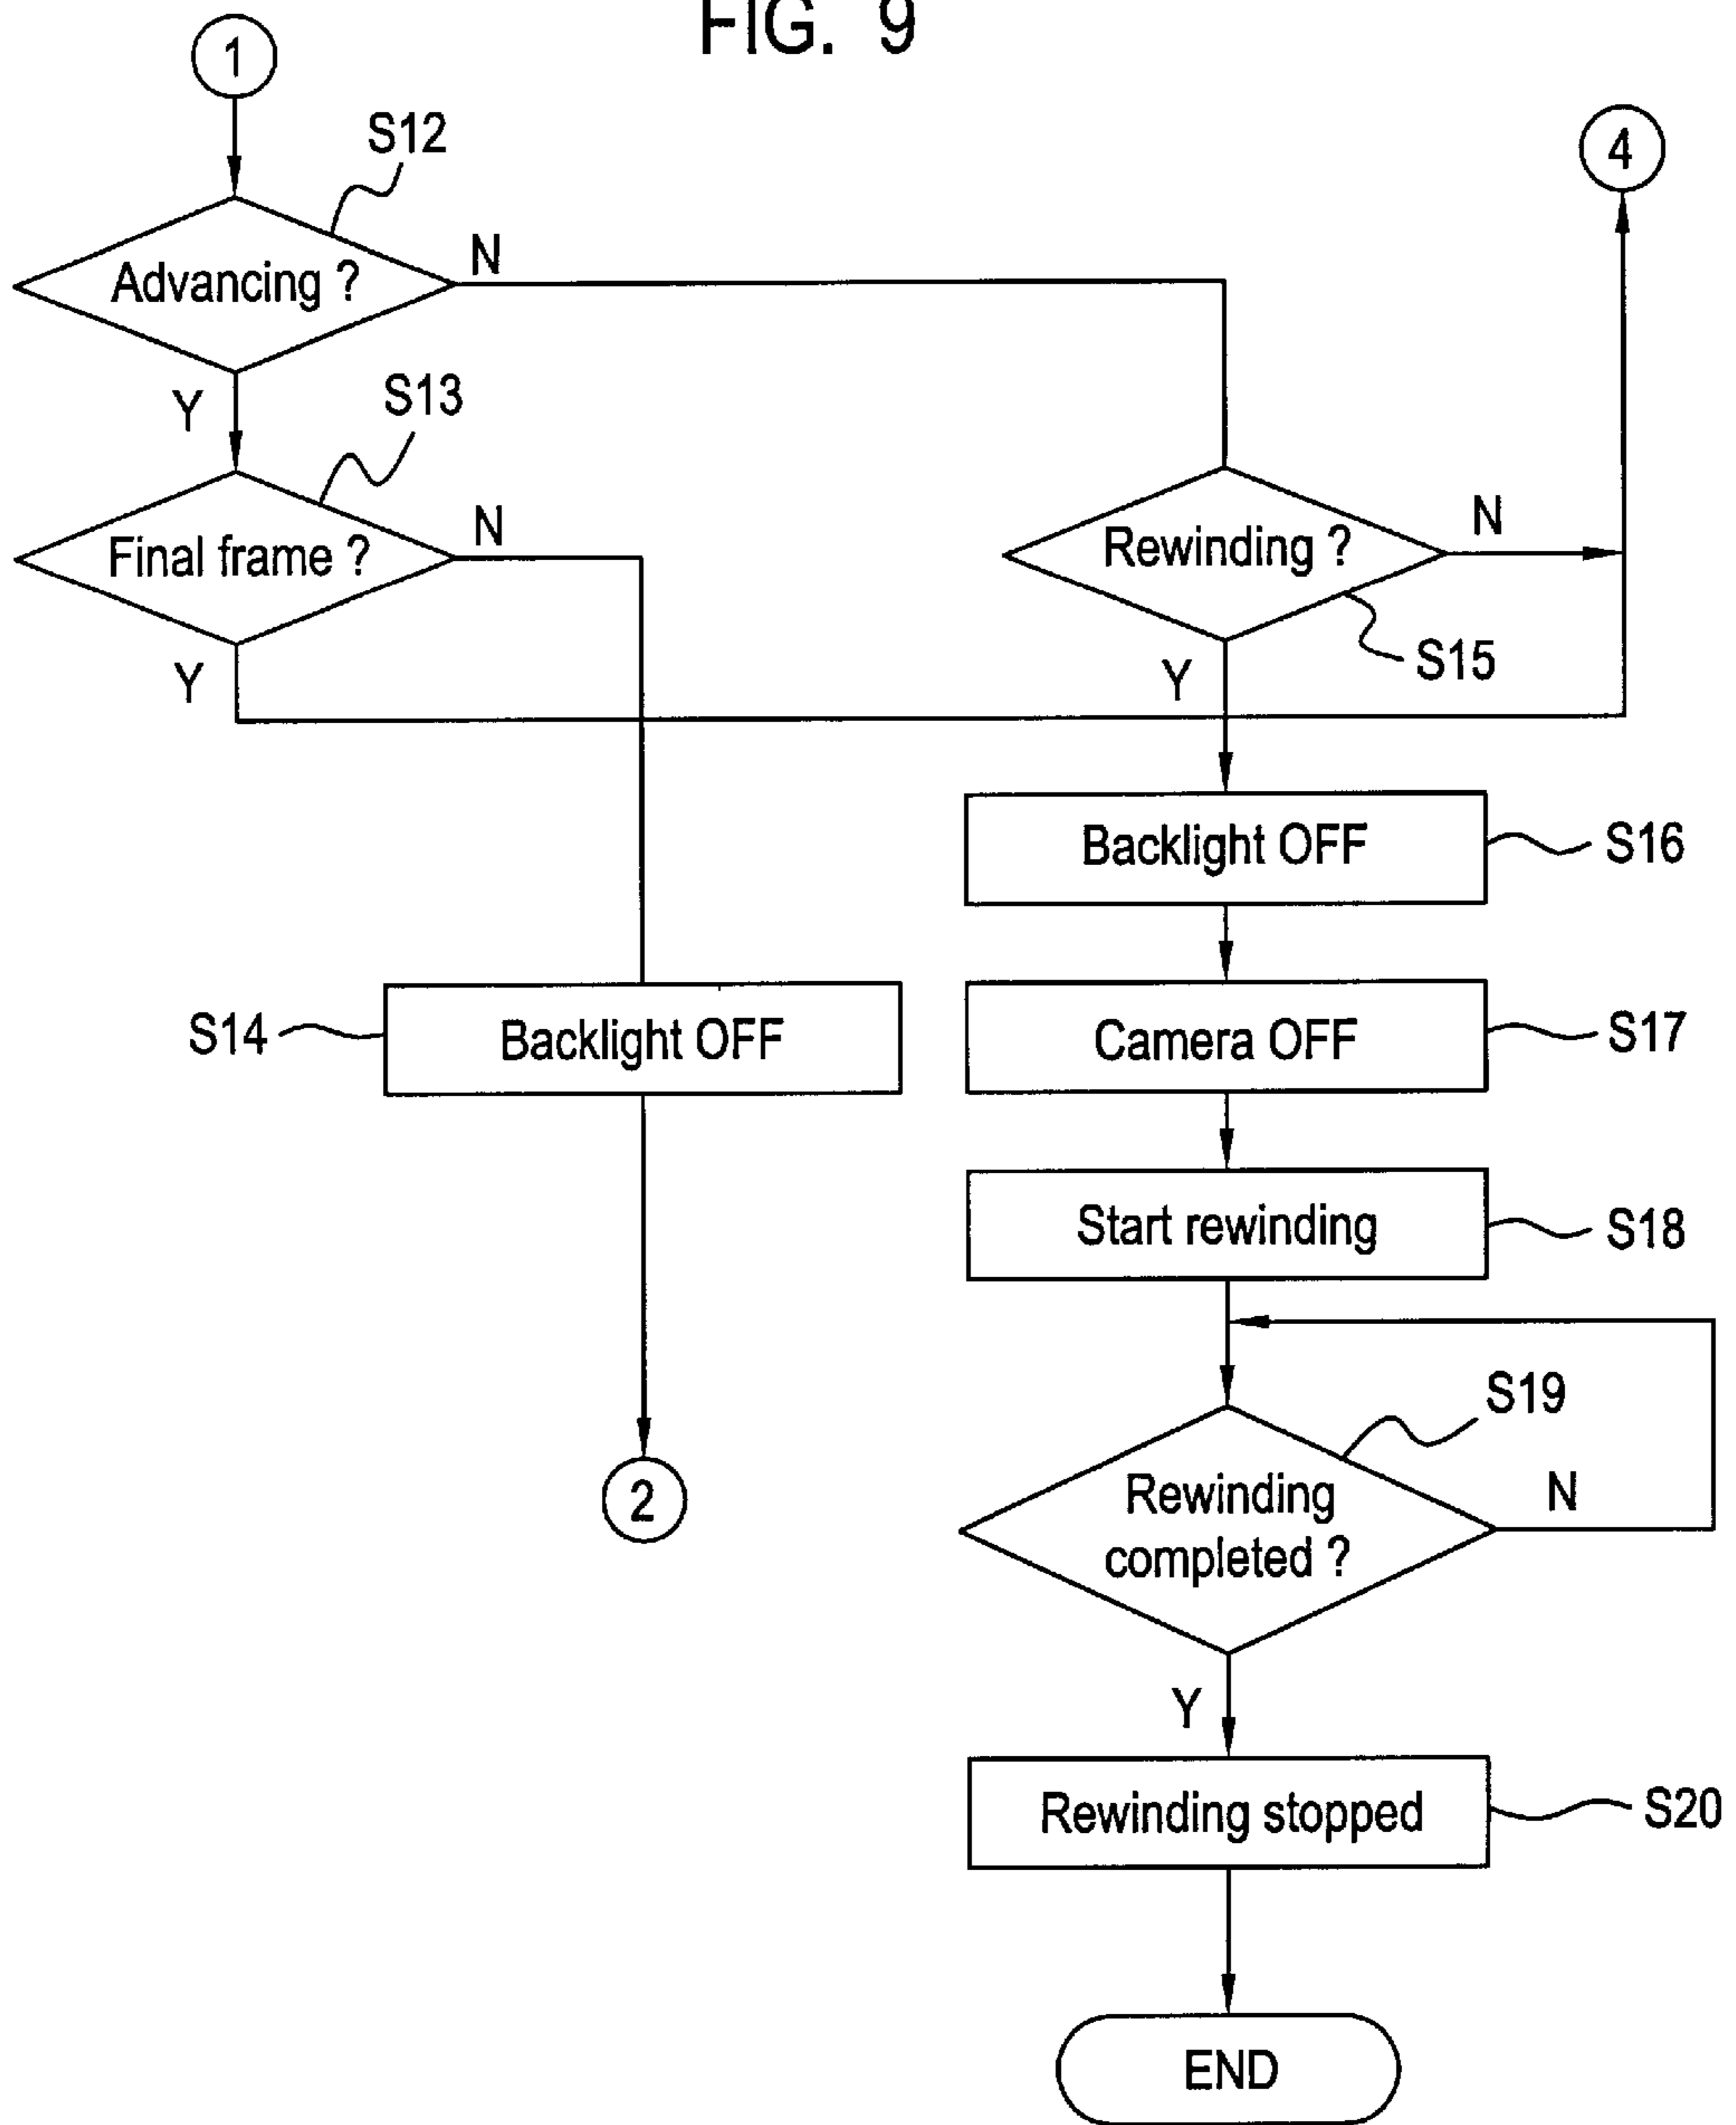 FIG. 9
1
S12
4
Advancing ?
N
Y
S13
Final frame ?
N
Rewinding ?
N
Y
Y
S15
Backlight OFF
S16
S14
Backlight OFF
Camera OFF
S17
Start rewinding
S18
S19
2
Rewinding
completed ?
N
Y
Rewinding stopped
S20
END